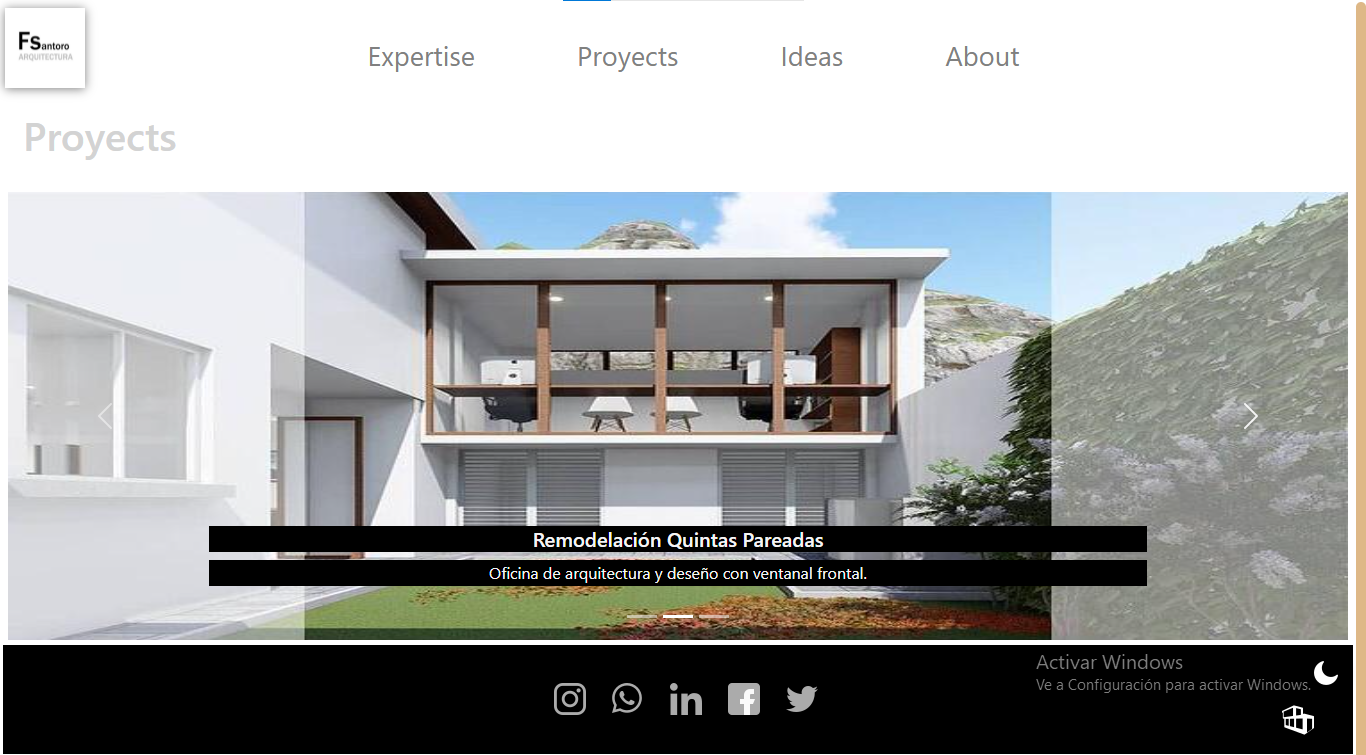 FSantoro
ARQUITECTURA
Expertise
Proyects
Ideas
About
Proyects
Remodelación Quintas Pareadas
Oficina de arquitectura y deseño con ventanal frontal.
Activar Windows
Ve a Configuración para activar Windows.